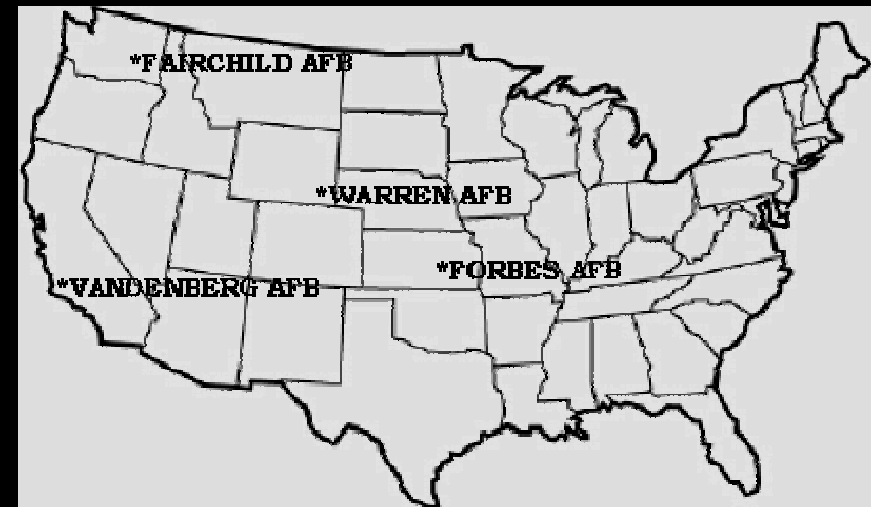 *FAIRCHILD AFB
*WARREN AFB
*FORBES AFB
*VANDENBERG AFB